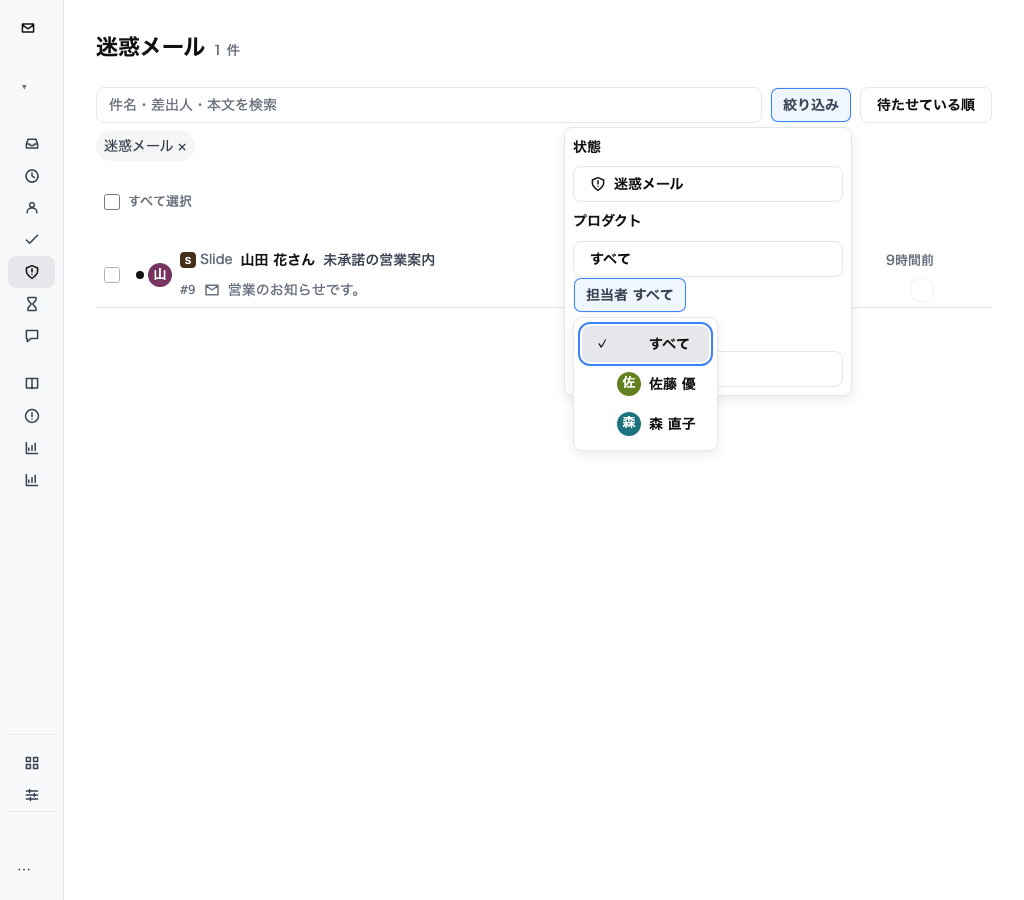 迷惑メール 1 件
件名・差出人・本文を検索
絞り込み
待たせている順
迷惑メール ×
状態
迷惑メール
すべて選択
プロダクト
すべて
S Slide 山田 花さん 未承諾の営業案内
9時間前
山
#9 営業のお知らせです。
担当者 すべて
✓ すべて
佐 佐藤 優
森 森 直子